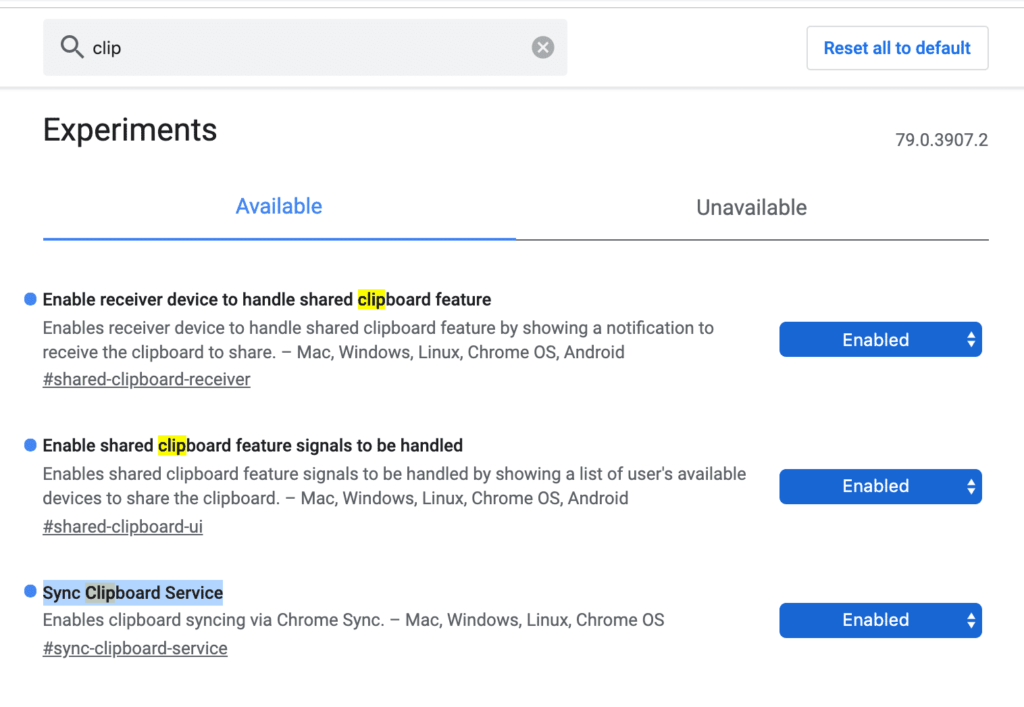 clip
Reset all to default
Experiments
79.0.3907.2
Available
Unavailable
Enable receiver device to handle shared clipboard feature
Enables receiver device to handle shared clipboard feature by showing a notification to
receive the clipboard to share. – Mac, Windows, Linux, Chrome OS, Android
#shared-clipboard-receiver
Enabled
Enable shared clipboard feature signals to be handled
Enables shared clipboard feature signals to be handled by showing a list of user's available
devices to share the clipboard. – Mac, Windows, Linux, Chrome OS, Android
#shared-clipboard-ui
Enabled
Sync Clipboard Service
Enables clipboard syncing via Chrome Sync. – Mac, Windows, Linux, Chrome OS
#sync-clipboard-service
Enabled